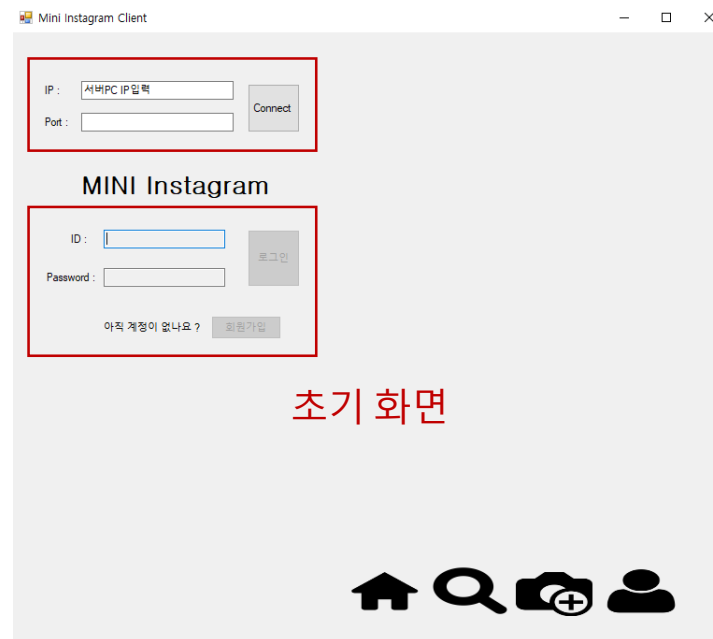 Mini Instagram Client
IP : 서버PC IP입력
Port :
Connect
MINI Instagram
ID :
로그인
Password :
아직 계정이 없나요 ? 회원가입
초기 화면